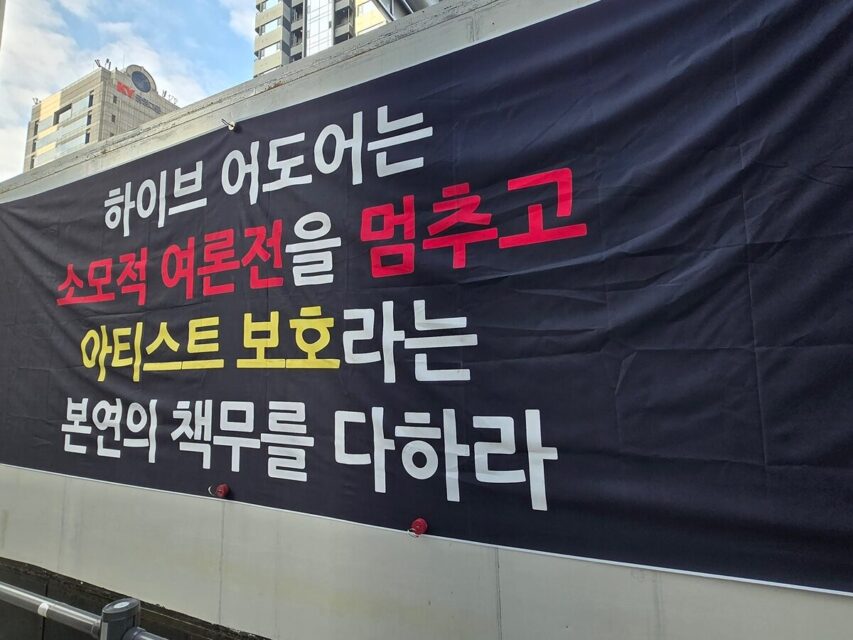 KY
하이브 어도어는
소모적 여론전을 멈추고
아티스트 보호라는
본연의 책무를 다하라